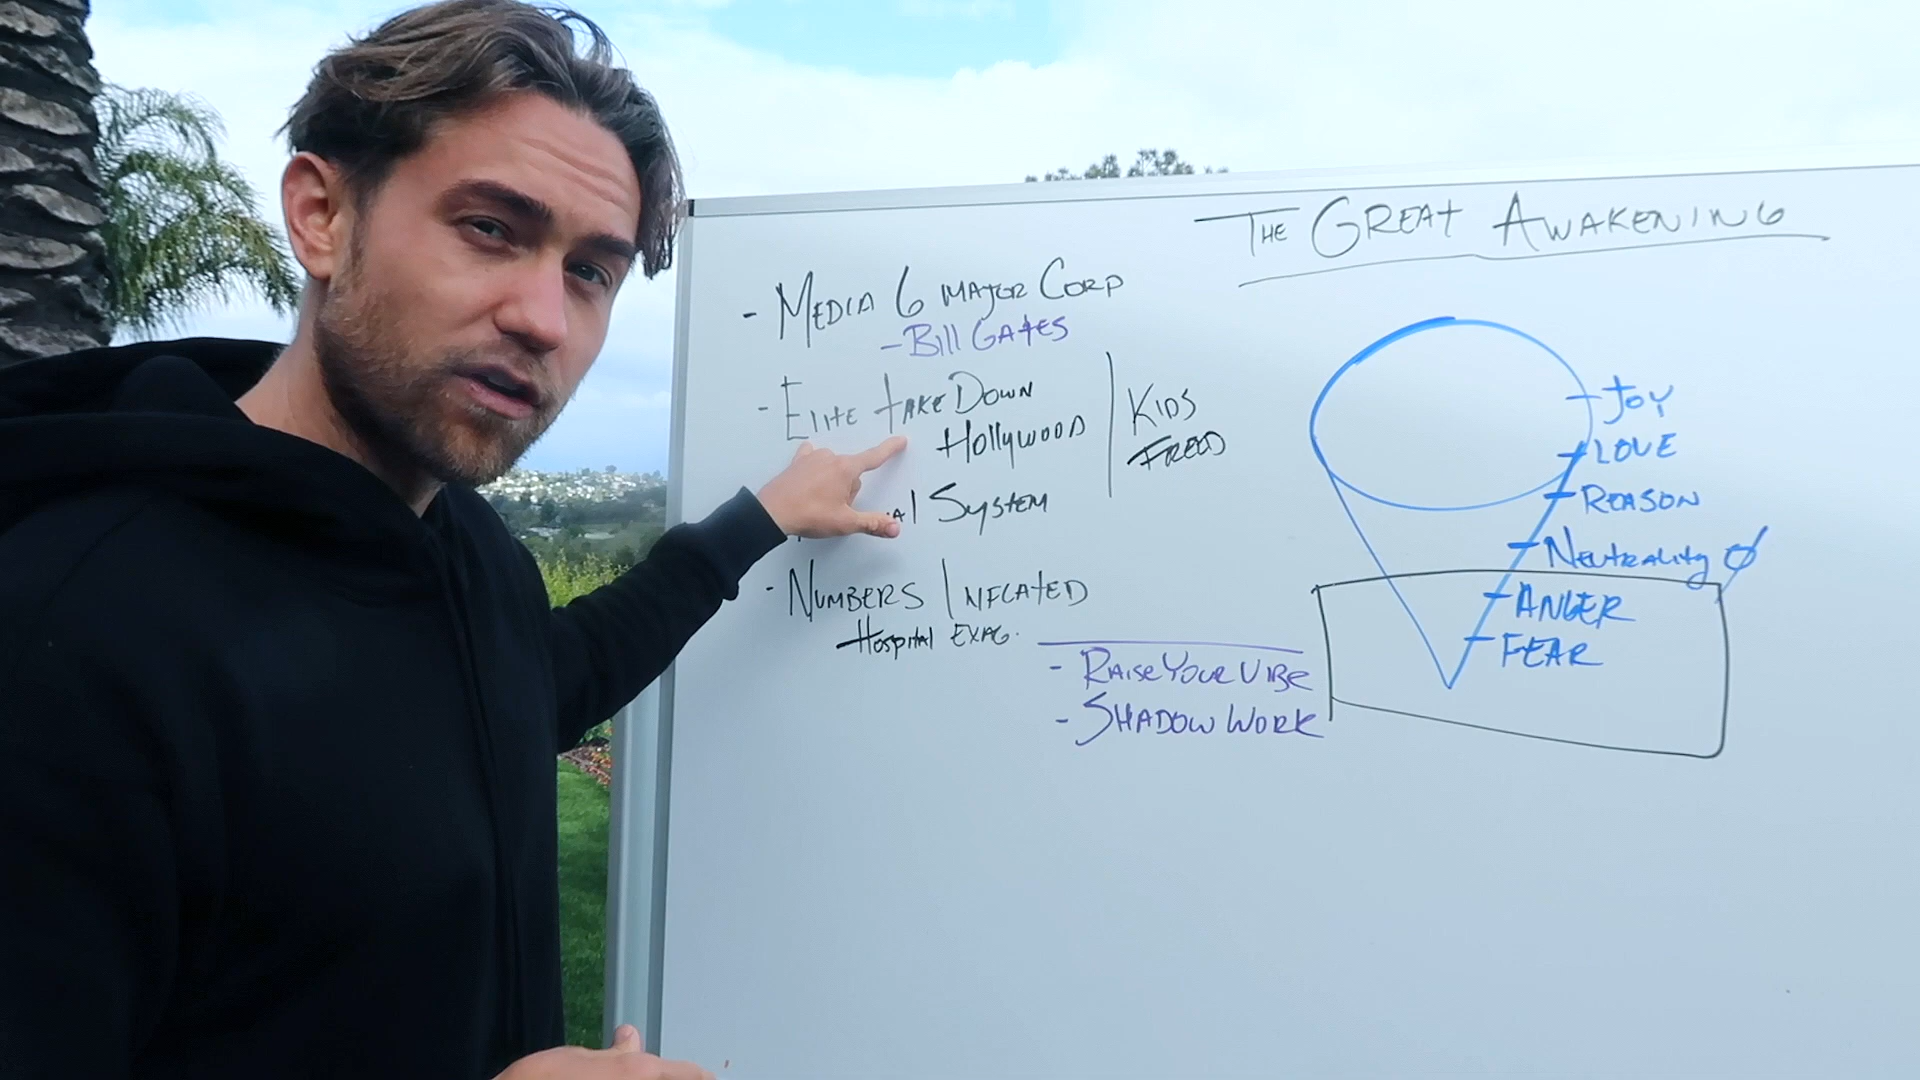 The Great Awakening
- Media 6 major Corp
- Bill Gates
- Elite take Down
Hollywood
Kids
Freed
System
- Numbers Inflated
Hospital Exag.
- Raise Your Vibe
- Shadow Work
Joy
Love
Reason
Neutrality
Anger
Fear